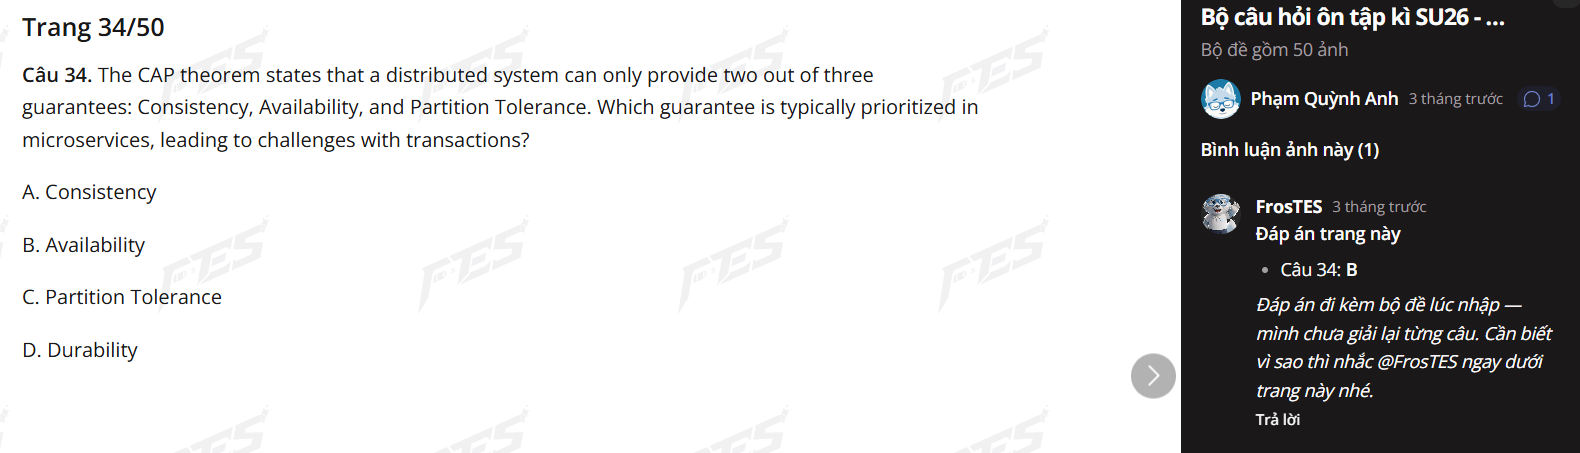 Trang 34/50
Câu 34. The CAP theorem states that a distributed system can only provide two out of three
guarantees: Consistency, Availability, and Partition Tolerance. Which guarantee is typically prioritized in
microservices, leading to challenges with transactions?
A. Consistency
B. Availability
C. Partition Tolerance
D. Durability
Bộ câu hỏi ôn tập kì SU26 - ...
Bộ đề gồm 50 ảnh
Phạm Quỳnh Anh 3 tháng trước 1
Bình luận ảnh này (1)
FrosTES 3 tháng trước
Đáp án trang này
• Câu 34: B
Đáp án đi kèm bộ đề lúc nhập —
mình chưa giải lại từng câu. Cần biết
vì sao thì nhắc @FrosTES ngay dưới
trang này nhé.
Trả lời